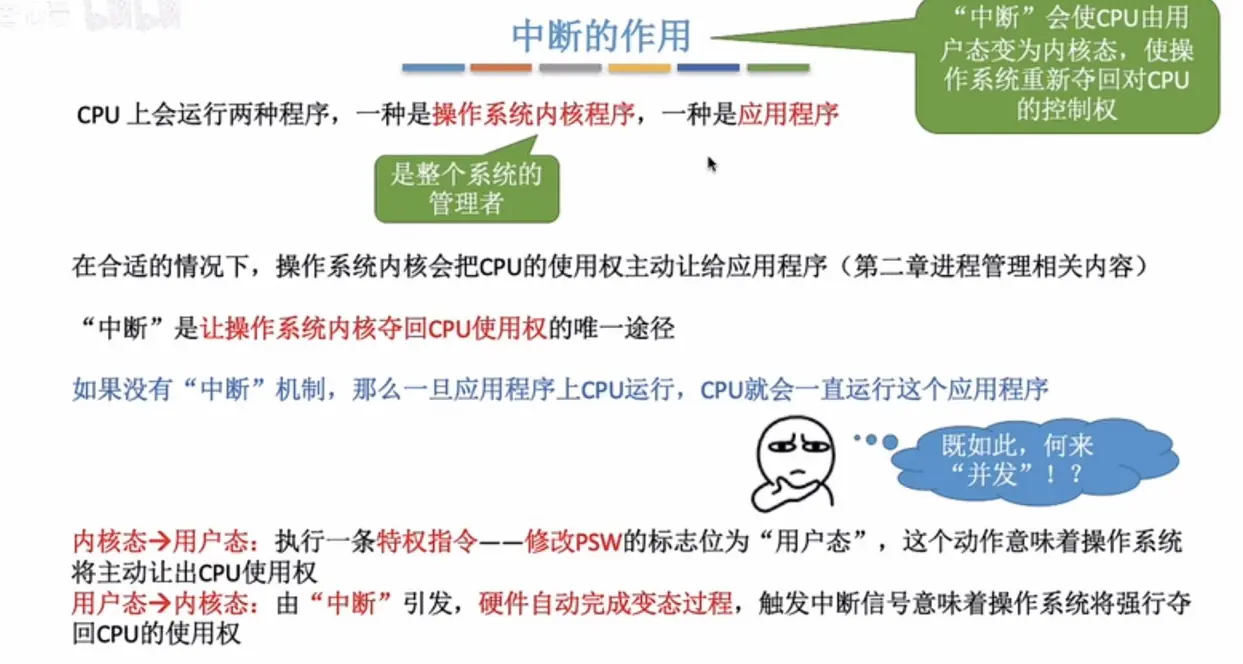 中断的作用
“中断”会使CPU由用
户态变为内核态，使操
作系统重新夺回对CPU
的控制权
CPU 上会运行两种程序，一种是操作系统内核程序，一种是应用程序
是整个系统的
管理者
在合适的情况下，操作系统内核会把CPU的使用权主动让给应用程序（第二章进程管理相关内容）
“中断”是让操作系统内核夺回CPU使用权的唯一途径
如果没有“中断”机制，那么一旦应用程序上CPU运行，CPU就会一直运行这个应用程序
既如此，何来
“并发”！？
内核态→用户态：执行一条特权指令——修改PSW的标志位为“用户态”，这个动作意味着操作系统
将主动让出CPU使用权
用户态→内核态：由“中断”引发，硬件自动完成变态过程，触发中断信号意味着操作系统将强行夺
回CPU的使用权